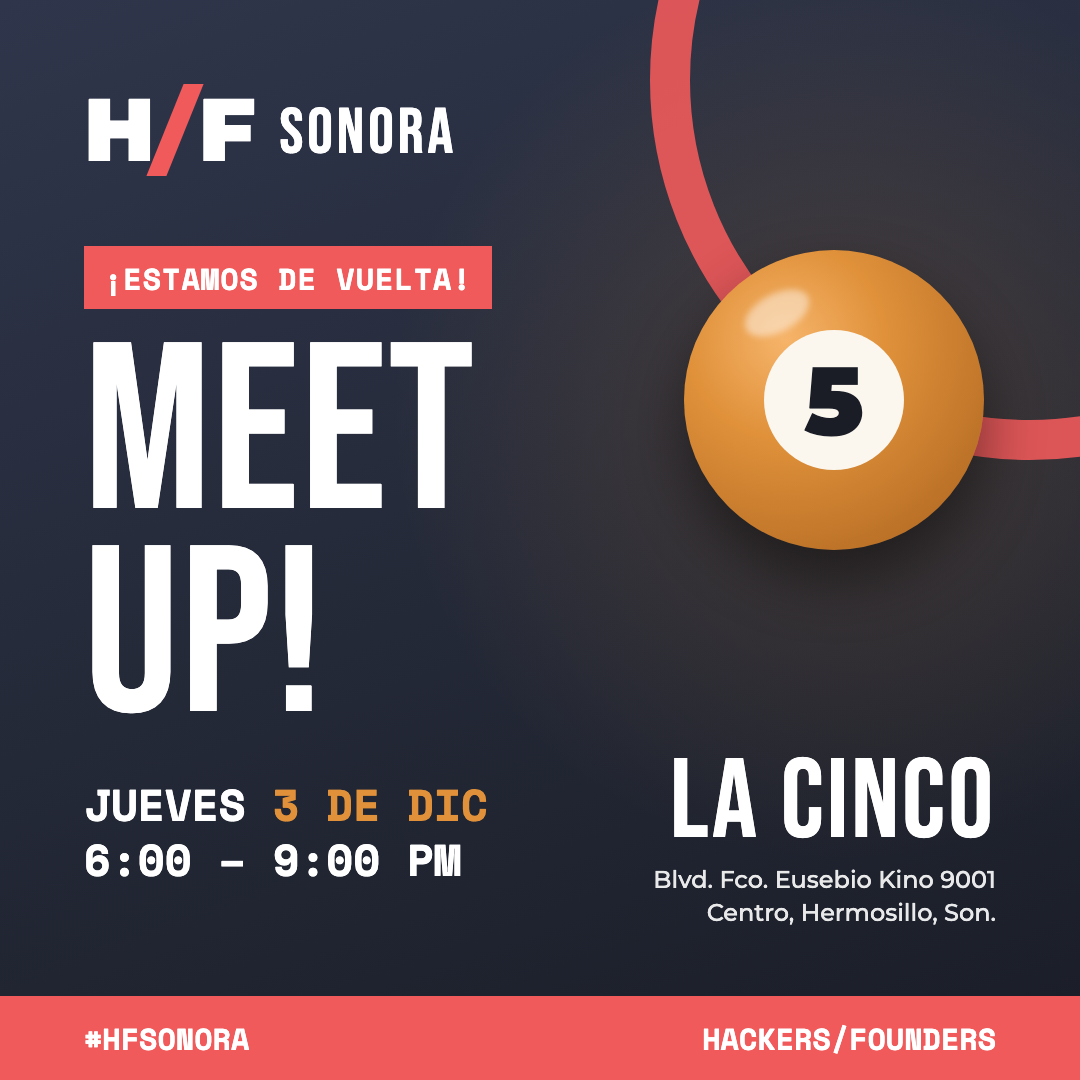 H/F SONORA
¡ESTAMOS DE VUELTA!
MEET
UP!
5
JUEVES 3 DE DIC
6:00 – 9:00 PM
LA CINCO
Blvd. Fco. Eusebio Kino 9001
Centro, Hermosillo, Son.
#HFSONORA
HACKERS/FOUNDERS